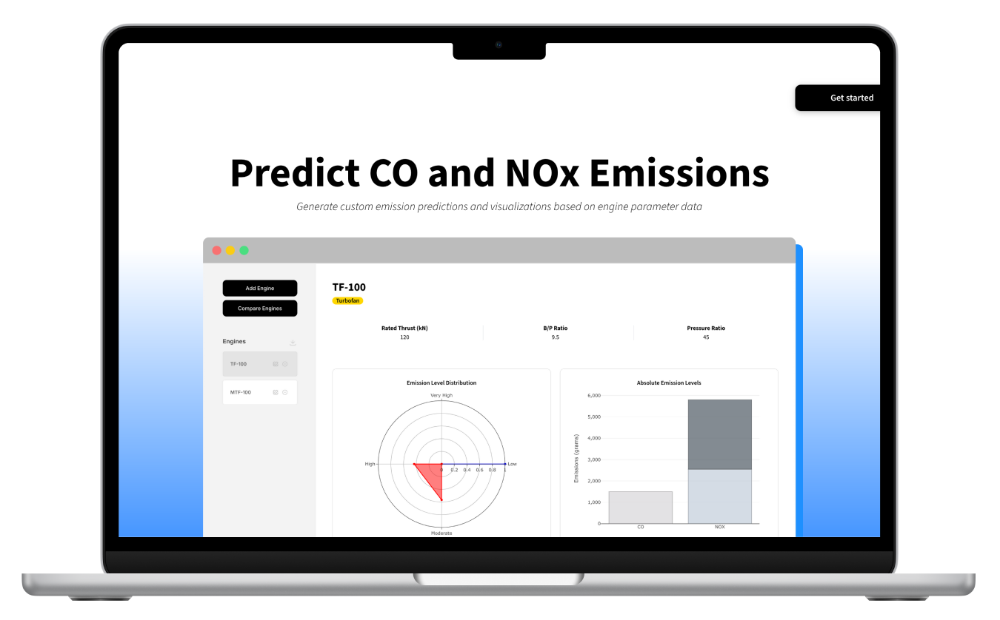 Get started
Predict CO and NOx Emissions
Generate custom emission predictions and visualizations based on engine parameter data
Add Engine
Compare Engines
Engines
TF-100
MTF-100
TF-100
Turbofan
Rated Thrust (kN) B/P Ratio Pressure Ratio
120 9.5 45
Emission Level Distribution
Very High
High
0 0.2 0.4 0.6 0.8 1
Low
Moderate
Absolute Emission Levels
Emissions (grams)
6,000
5,000
4,000
3,000
2,000
1,000
0
CO NOX